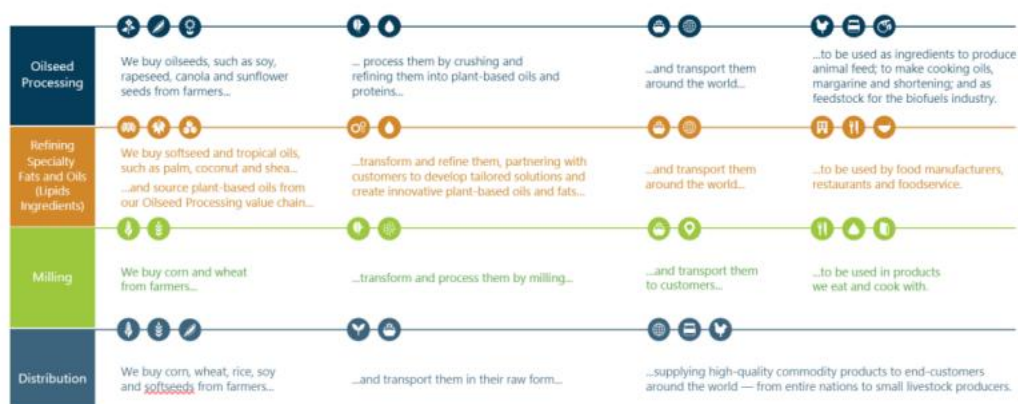 Oilseed
Processing
We buy oilseeds, such as soy,
rapeseed, canola and sunflower
seeds from farmers...
... process them by crushing and
refining them into plant-based oils and
proteins...
...and transport them
around the world...
...to be used as ingredients to produce
animal feed; to make cooking oils,
margarine and shortening; and as
feedstock for the biofuels industry.
Refining
Specialty
Fats and Oils
(Lipids
Ingredients)
We buy softseed and tropical oils,
such as palm, coconut and shea...
...and source plant-based oils from
our Oilseed Processing value chain...
...transform and refine them, partnering with
customers to develop tailored solutions and
create innovative plant-based oils and fats...
...and transport them
around the world...
...to be used by food manufacturers,
restaurants and foodservice.
Milling
We buy corn and wheat
from farmers...
...transform and process them by milling...
...and transport them
to customers...
...to be used in products
we eat and cook with.
Distribution
We buy corn, wheat, rice, soy
and softseeds from farmers...
...and transport them in their raw form...
...supplying high-quality commodity products to end-customers
around the world — from entire nations to small livestock producers.